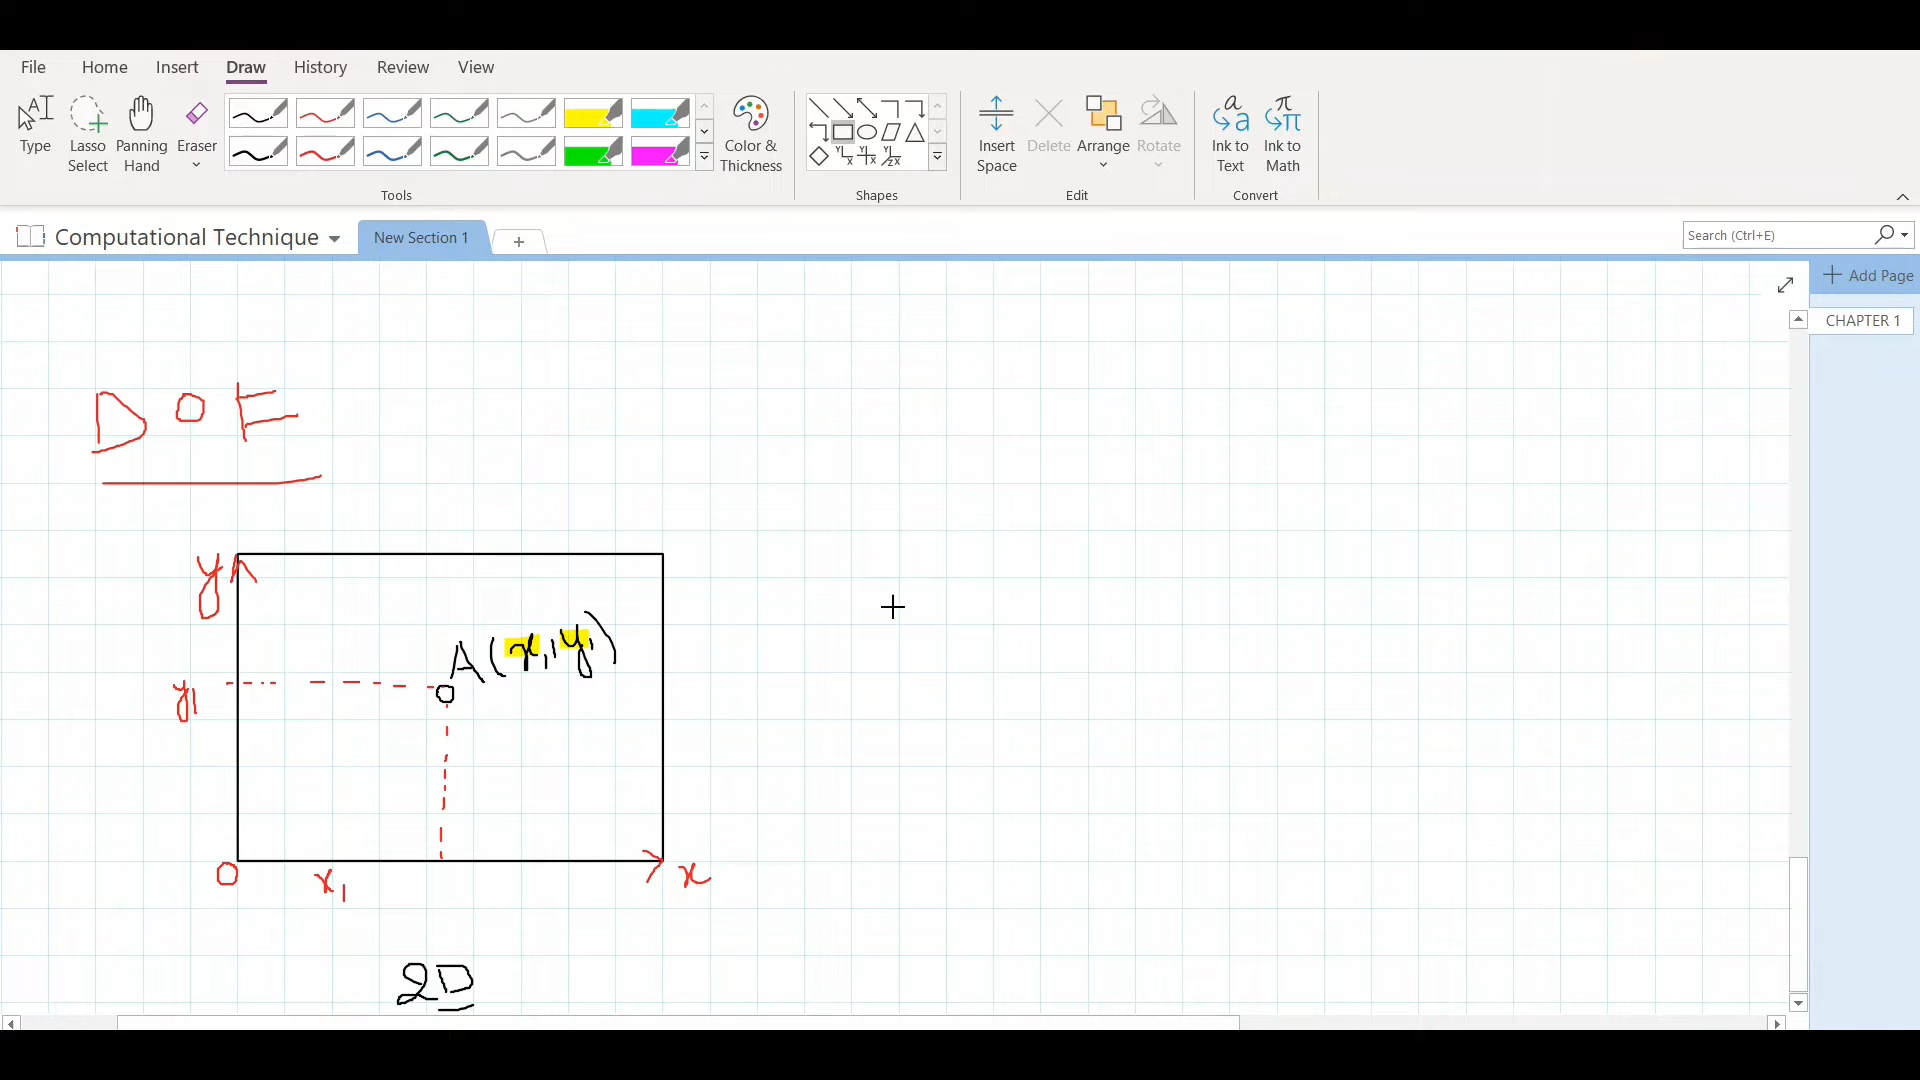 File Home Insert Draw History Review View
Type Lasso Select Panning Hand Eraser Color & Thickness Insert Space Delete Arrange Rotate Ink to Text Ink to Math
Tools Shapes Edit Convert
Computational Technique New Section 1 Search (Ctrl+E)
Add Page
CHAPTER 1
DOF
y
A(x1, y1)
y1
O x1 x
2D